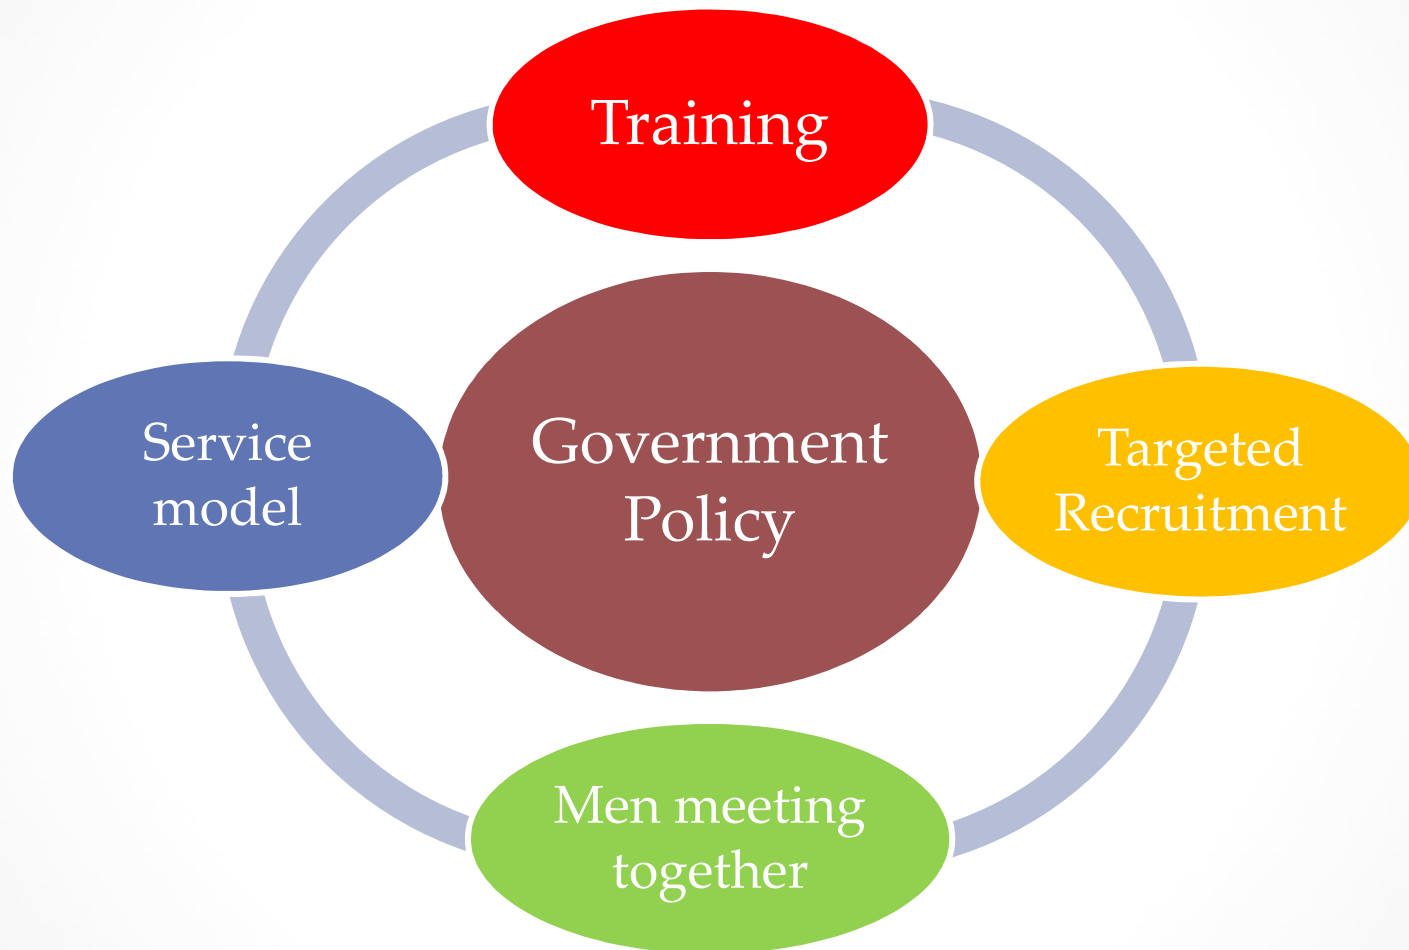 Training
Government
Policy
Service
model
Targeted
Recruitment
Men meeting
together